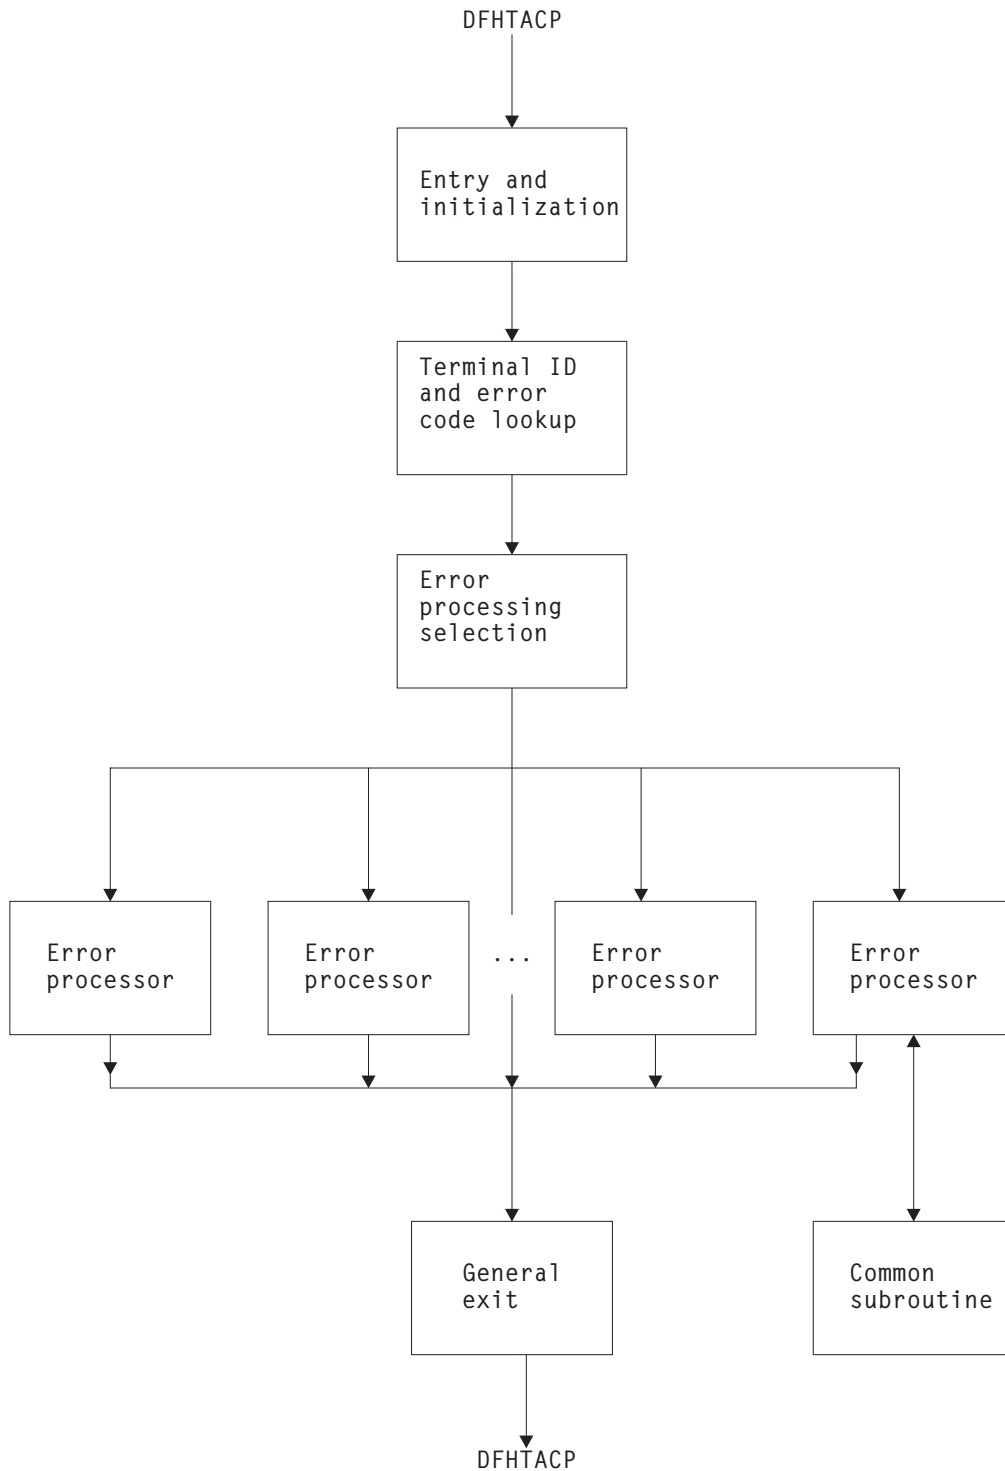 DFHTACP
Entry and
initialization
Terminal ID
and error
code lookup
Error
processing
selection
Error
processor
Error
processor
...
Error
processor
Error
processor
General
exit
Common
subroutine
DFHTACP